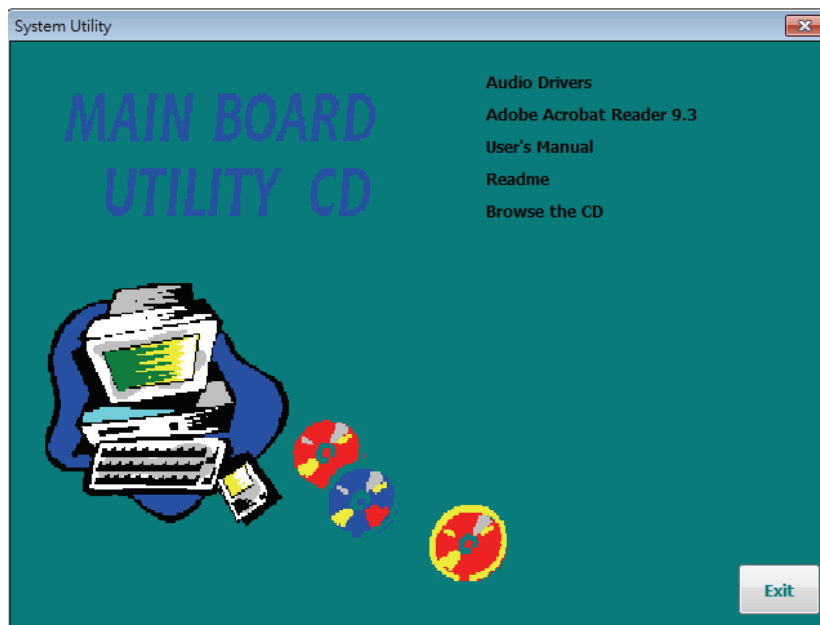 System Utility
MAIN BOARD
UTILITY CD
Audio Drivers
Adobe Acrobat Reader 9.3
User's Manual
Readme
Browse the CD
Exit